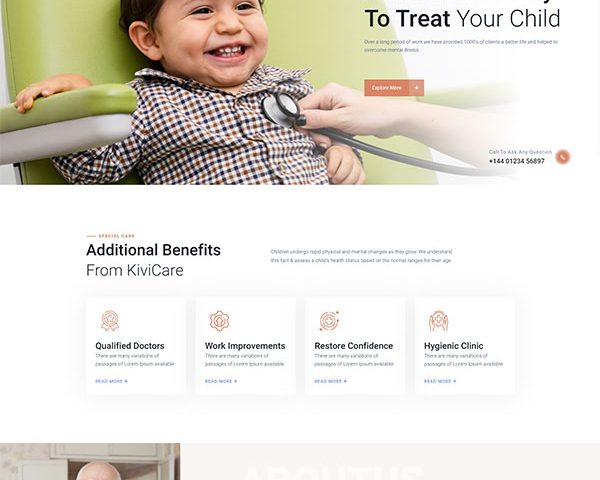 To Treat Your Child
Over a long period of work we have provided 1000's of clients a better life and helped to
overcome mental illness
Explore More +
Call To Ask Any Question
+144 01234 56897
SPECIAL CARE
Additional Benefits
From KiviCare
Children undergo rapid physical and mental changes as they grow. We understand
this fact & assess a child's health status based on the normal ranges for their age.
Qualified Doctors
There are many variations of
passages of Lorem Ipsum available
READ MORE +
Work Improvements
There are many variations of
passages of Lorem Ipsum available
READ MORE +
Restore Confidence
There are many variations of
passages of Lorem Ipsum available
READ MORE +
Hygienic Clinic
There are many variations of
passages of Lorem Ipsum available
READ MORE +
ABOUT US